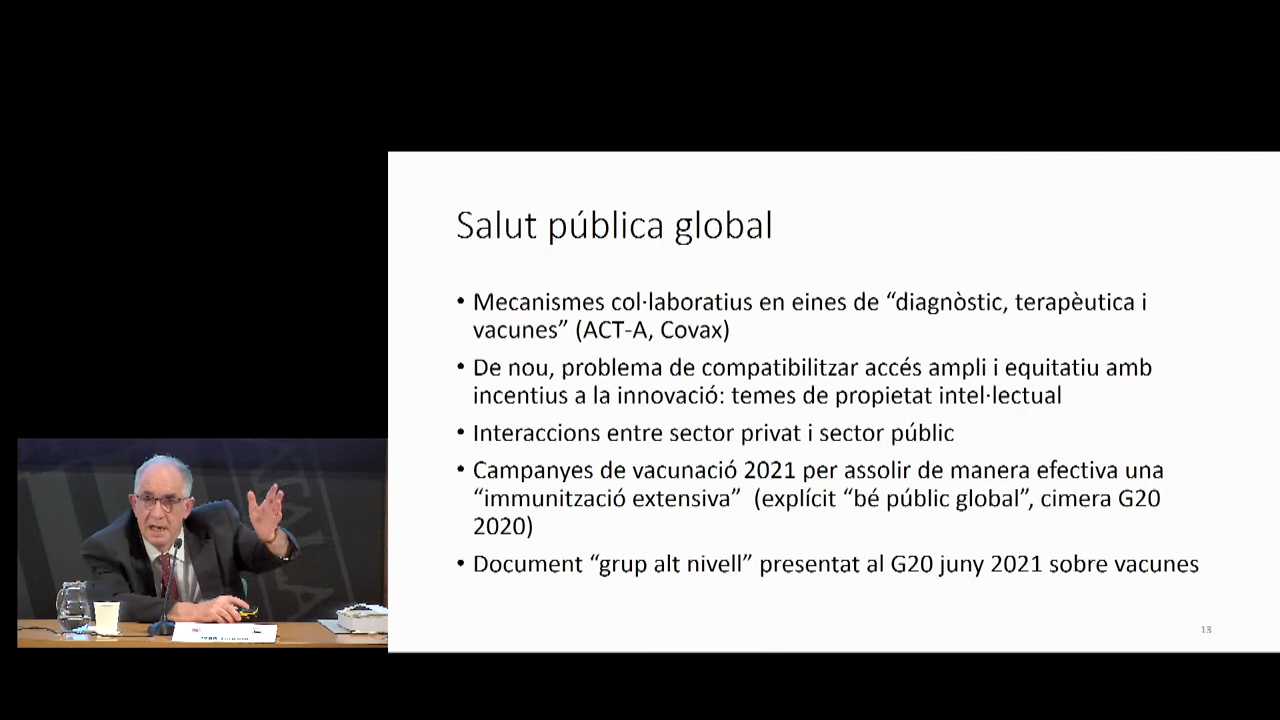 Salut pública global
• Mecanismes col·laboratius en eines de “diagnòstic, terapèutica i
vacunes” (ACT-A, Covax)
• De nou, problema de compatibilitzar accés ampli i equitatiu amb
incentius a la innovació: temes de propietat intel·lectual
• Interaccions entre sector privat i sector públic
• Campanyes de vacunació 2021 per assolir de manera efectiva una
“immunització extensiva” (explícit “bé públic global”, cimera G20
2020)
• Document “grup alt nivell” presentat al G20 juny 2021 sobre vacunes
13